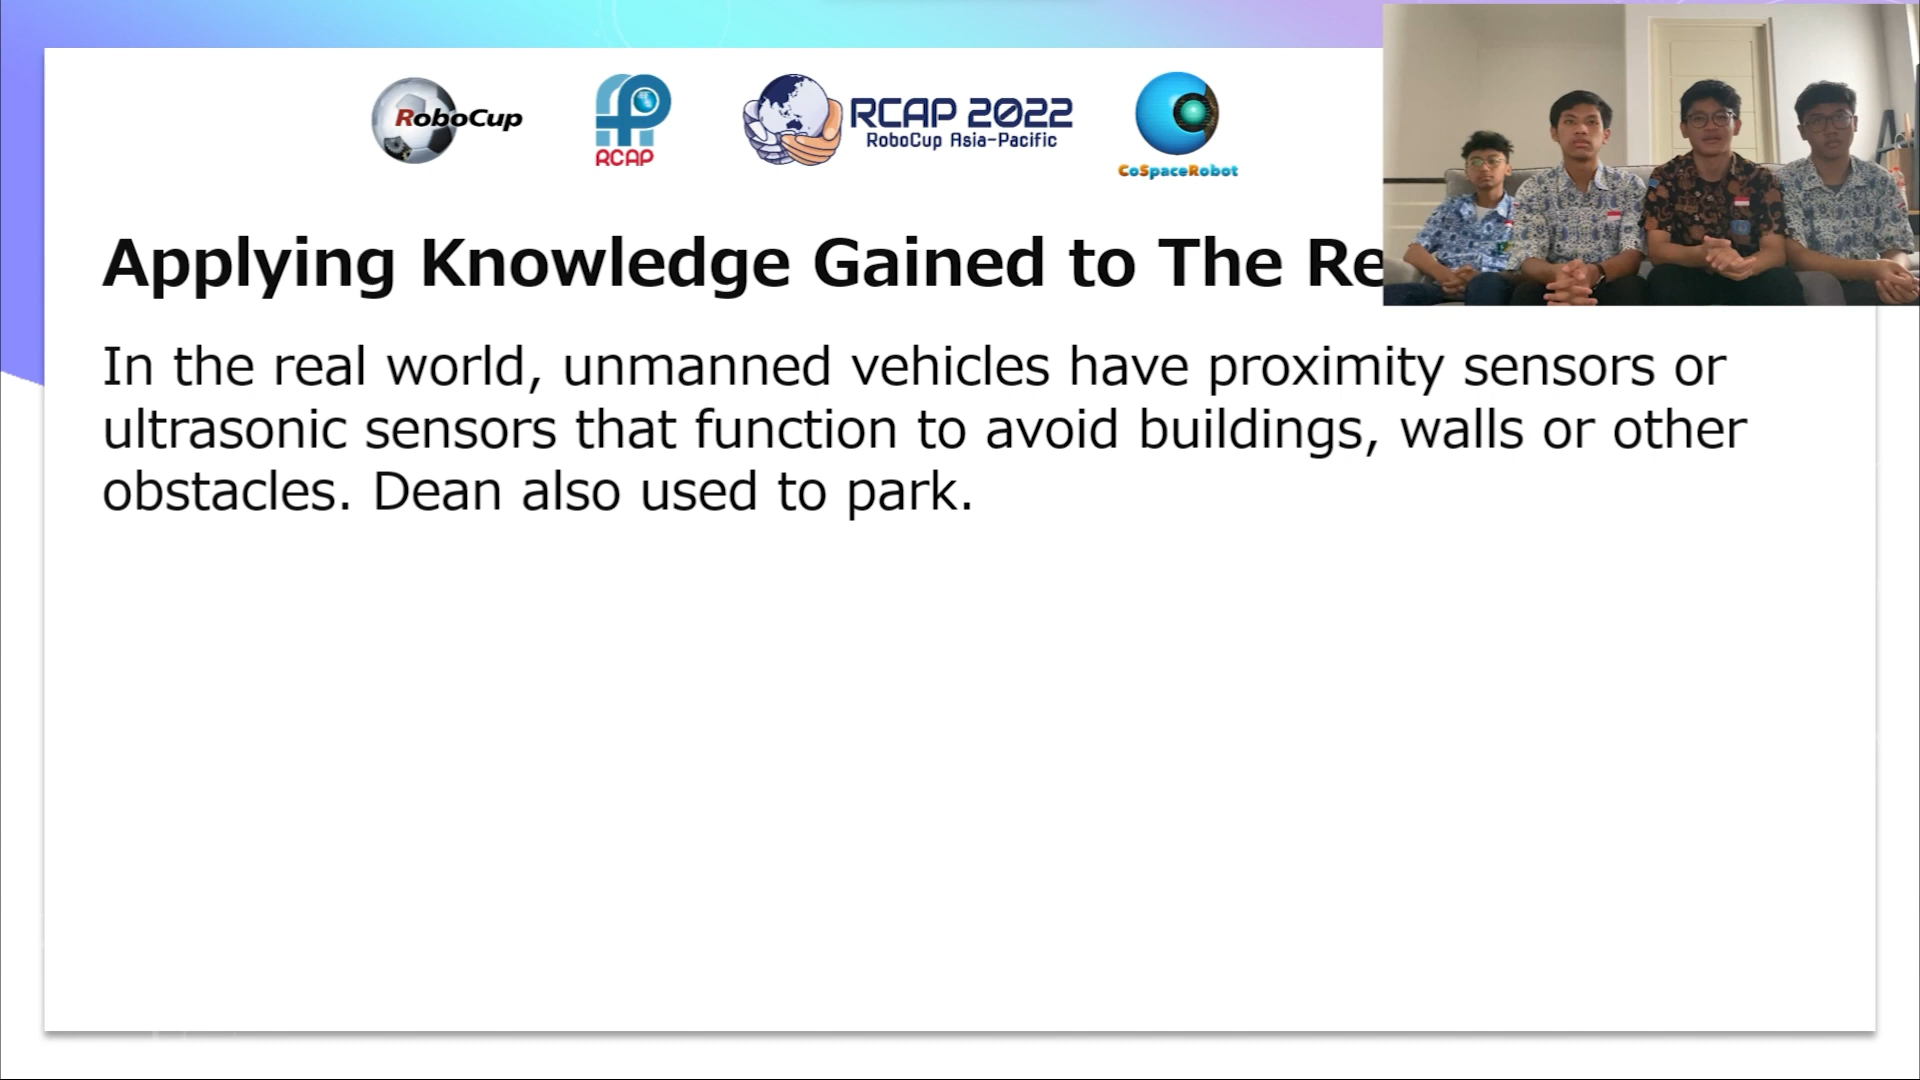 RoboCup
RCAP
RCAP 2022
RoboCup Asia-Pacific
CoSpaceRobot
Applying Knowledge Gained to The
In the real world, unmanned vehicles have proximity sensors or
ultrasonic sensors that function to avoid buildings, walls or other
obstacles. Dean also used to park.